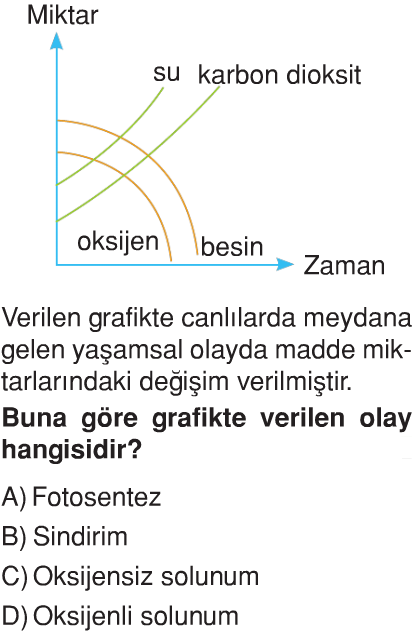 Miktar
su karbon dioksit
oksijen besin
Zaman
Verilen grafikte canlılarda meydana
gelen yaşamsal olayda madde mik-
tarlarındaki değişim verilmiştir.
Buna göre grafikte verilen olay
hangisidir?
A) Fotosentez
B) Sindirim
C) Oksijensiz solunum
D) Oksijenli solunum